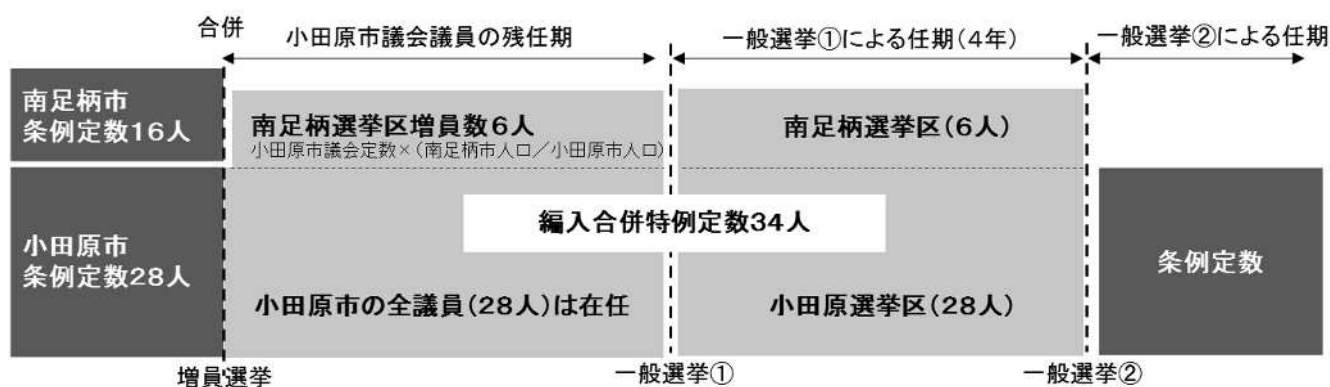 合併
小田原市議会議員の残任期
一般選挙①による任期(4年)
一般選挙②による任期
南足柄市
条例定数16人
南足柄選挙区増員数6人
小田原市議会定数×(南足柄市人口/小田原市人口)
南足柄選挙区(6人)
編入合併特例定数34人
小田原市
条例定数28人
小田原市の全議員(28人)は在任
小田原選挙区(28人)
条例定数
増員選挙
一般選挙①
一般選挙②